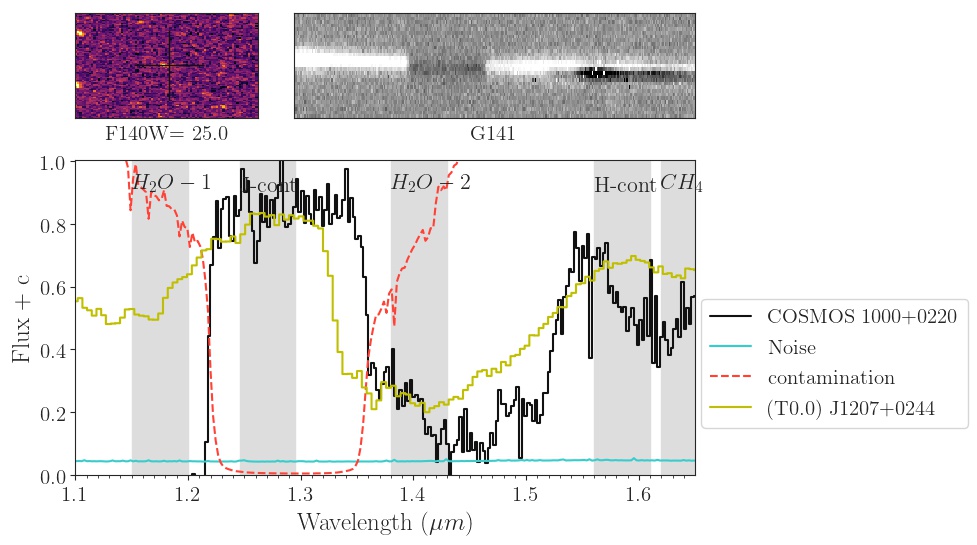 F140W= 25.0
G141
H₂O − 1
J-cont
H₂O − 2
H-cont
CH₄
1.0
0.8
0.6
0.4
0.2
0.0
Flux + c
1.1
1.2
1.3
1.4
1.5
1.6
Wavelength (μm)
COSMOS 1000+0220
Noise
contamination
(T0.0) J1207+0244